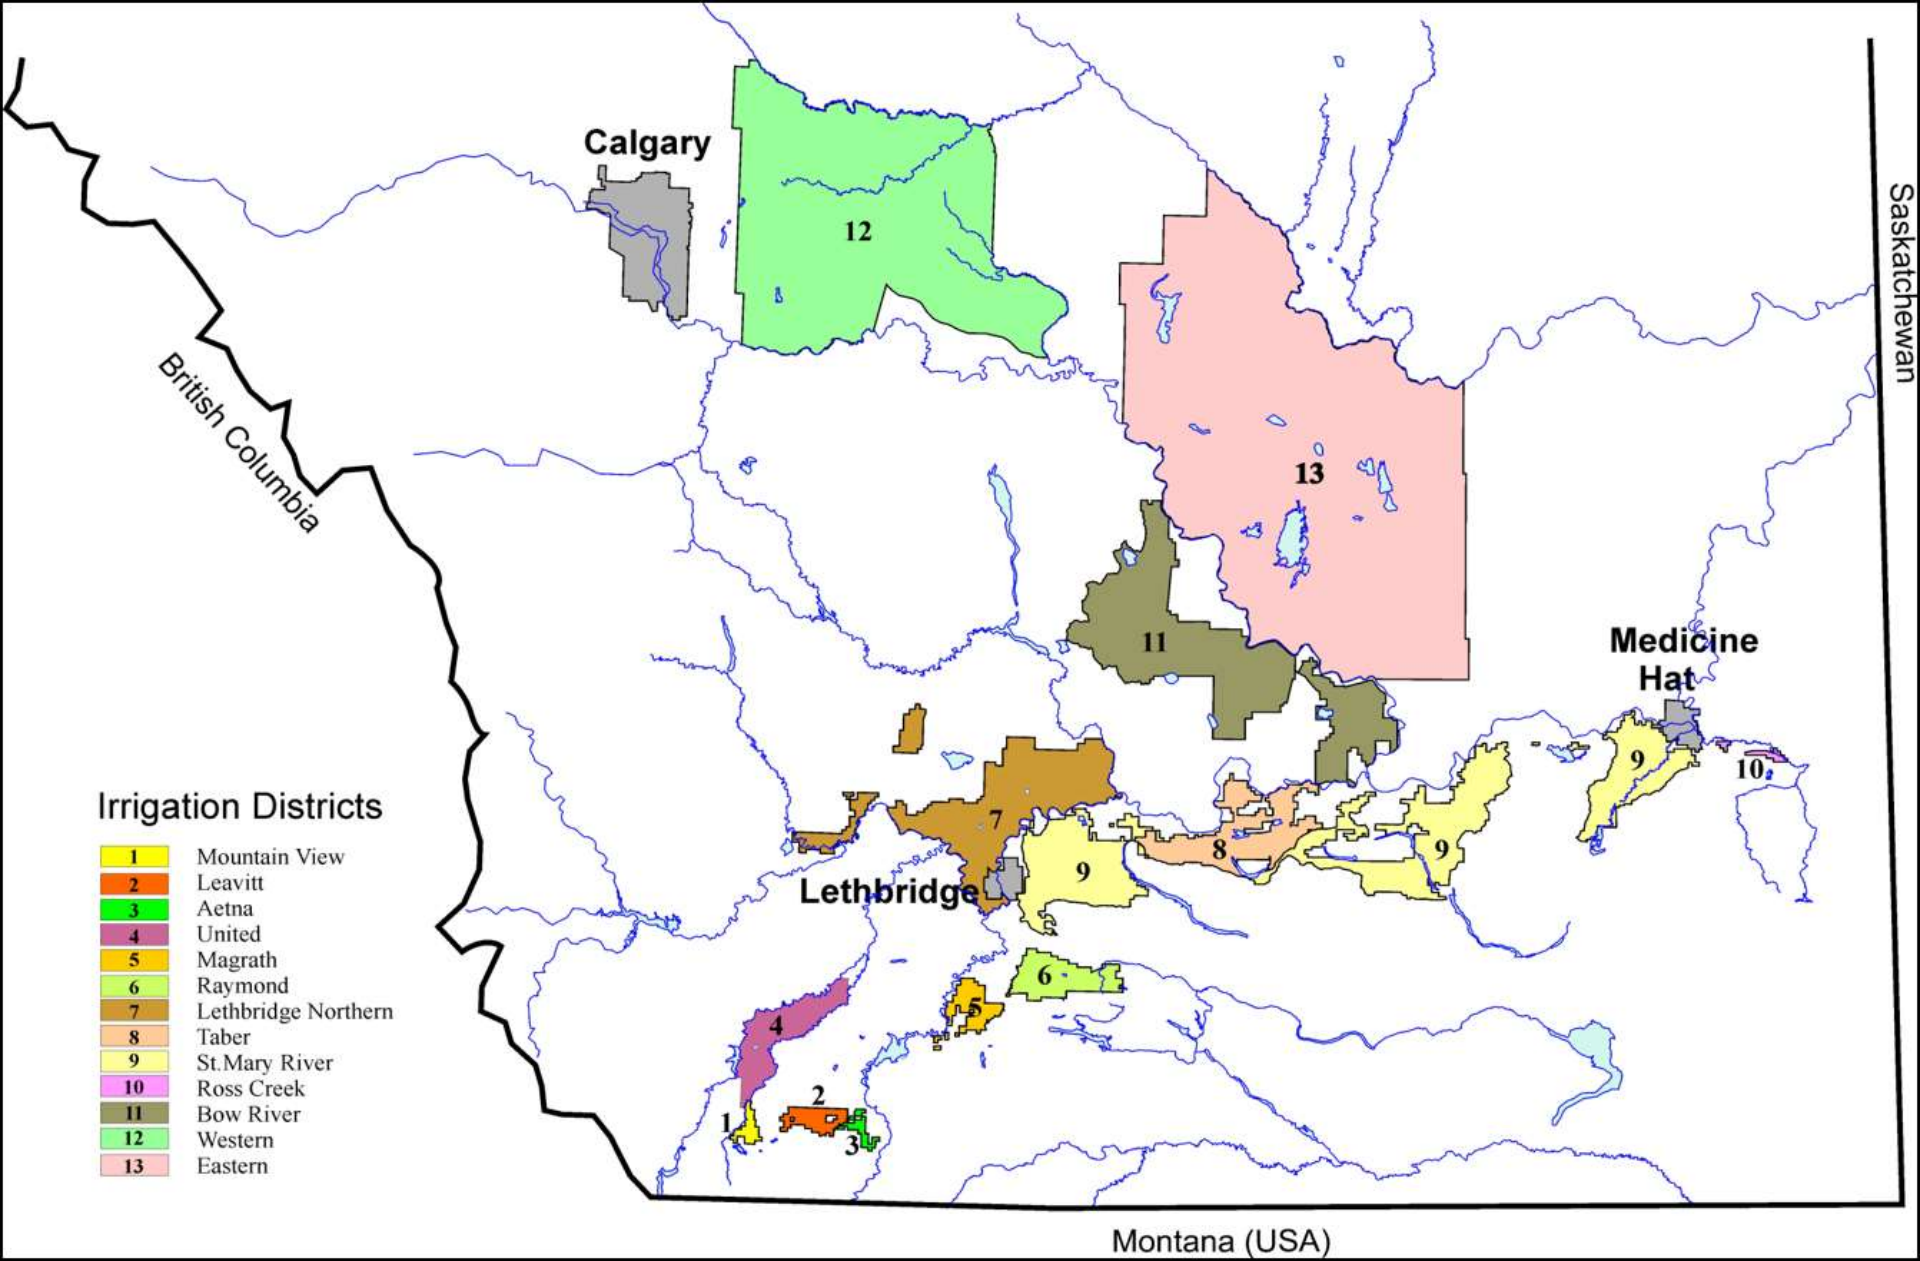 Calgary
12
Saskatchewan
British Columbia
13
Medicine
Hat
11
9
10
7
8
9
9
Lethbridge
6
5
4
2
1
3
Irrigation Districts
1 Mountain View
2 Leavitt
3 Aetna
4 United
5 Magrath
6 Raymond
7 Lethbridge Northern
8 Taber
9 St.Mary River
10 Ross Creek
11 Bow River
12 Western
13 Eastern
Montana (USA)